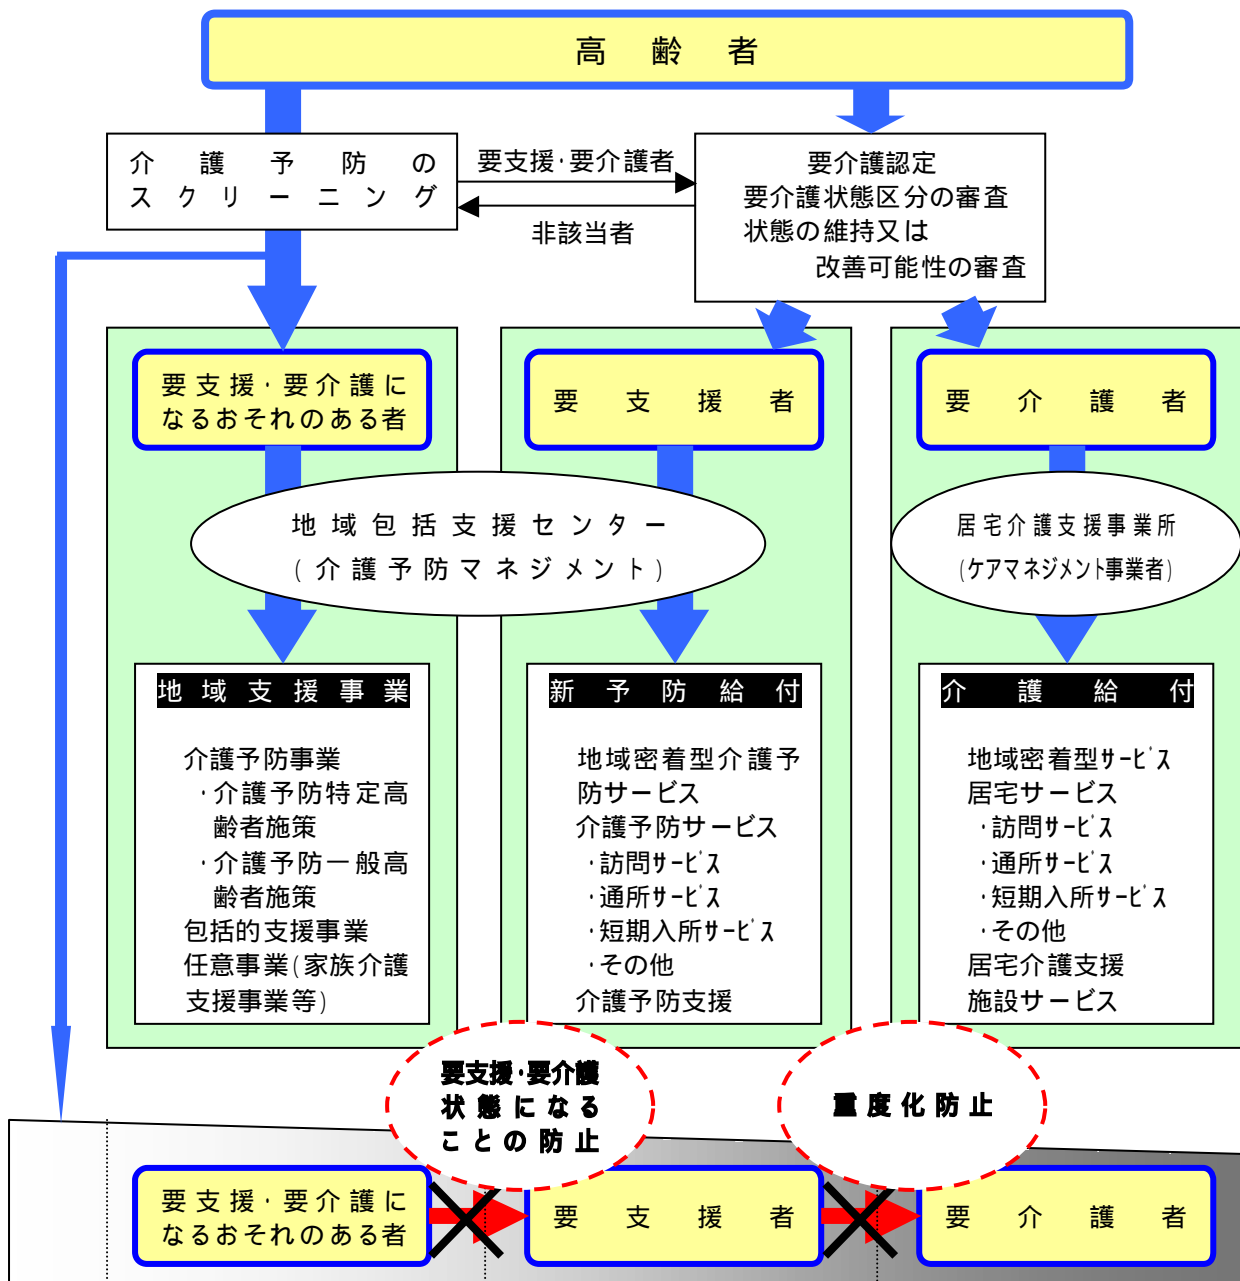 高齢者
介護予防の
スクリーニング
要支援・要介護者
非該当者
要介護認定
要介護状態区分の審査
状態の維持又は
改善可能性の審査
要支援・要介護に
なるおそれのある者
要支援者
要介護者
地域包括支援センター
(介護予防マネジメント)
居宅介護支援事業所
(ケアマネジメント事業者)
地域支援事業
介護予防事業
・介護予防特定高
齢者施策
・介護予防一般高
齢者施策
包括的支援事業
任意事業(家族介護
支援事業等)
新予防給付
地域密着型介護予
防サービス
介護予防サービス
・訪問ｻｰﾋﾞｽ
・通所ｻｰﾋﾞｽ
・短期入所ｻｰﾋﾞｽ
・その他
介護予防支援
介護給付
地域密着型ｻｰﾋﾞｽ
居宅サービス
・訪問ｻｰﾋﾞｽ
・通所ｻｰﾋﾞｽ
・短期入所ｻｰﾋﾞｽ
・その他
居宅介護支援
施設サービス
要支援・要介護
状態になる
ことの防止
重度化防止
要支援・要介護に
なるおそれのある者
要支援者
要介護者